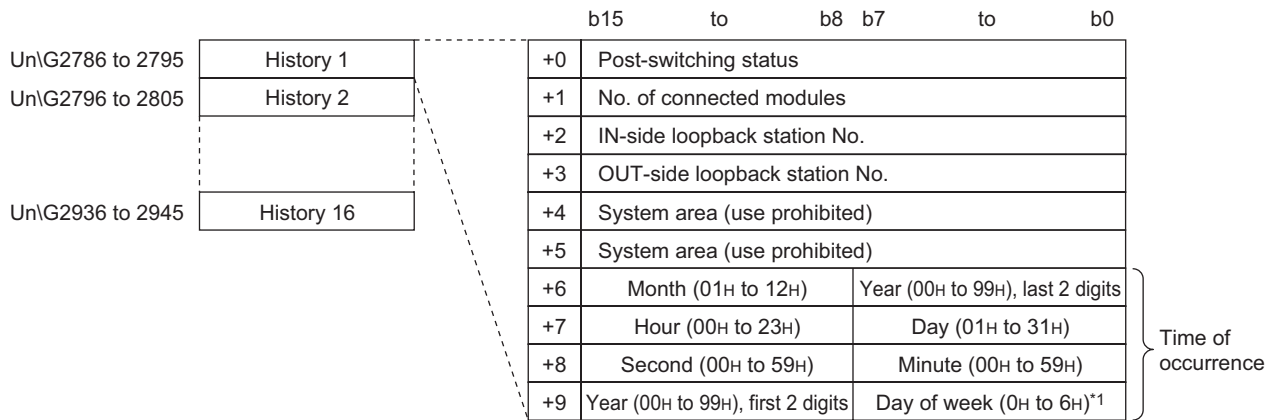 b15 to b8 b7 to b0
Un\G2786 to 2795 History 1 +0 Post-switching status
Un\G2796 to 2805 History 2 +1 No. of connected modules
+2 IN-side loopback station No.
+3 OUT-side loopback station No.
Un\G2936 to 2945 History 16 +4 System area (use prohibited)
+5 System area (use prohibited)
+6 Month (01H to 12H) Year (00H to 99H), last 2 digits
+7 Hour (00H to 23H) Day (01H to 31H)
+8 Second (00H to 59H) Minute (00H to 59H)
+9 Year (00H to 99H), first 2 digits Day of week (0H to 6H)*1
Time of
occurrence